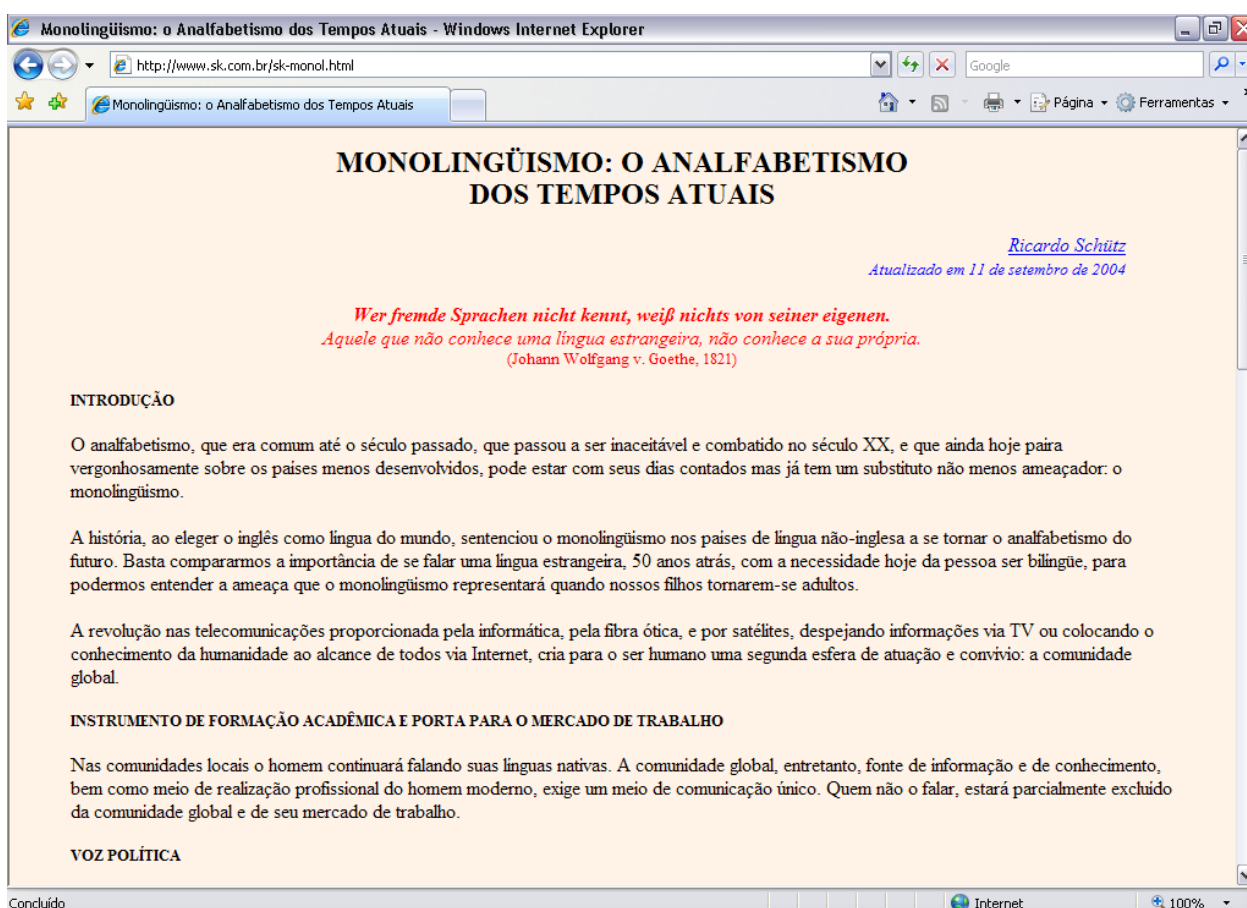 Monolingüismo: o Analfabetismo dos Tempos Atuais - Windows Internet Explorer
http://www.sk.com.br/sk-monol.html
Google
Monolingüismo: o Analfabetismo dos Tempos Atuais
Página
Ferramentas
MONOLINGÜISMO: O ANALFABETISMO
DOS TEMPOS ATUAIS
Ricardo Schütz
Atualizado em 11 de setembro de 2004
Wer fremde Sprachen nicht kennt, weiß nichts von seiner eigenen.
Aquele que não conhece uma língua estrangeira, não conhece a sua própria.
(Johann Wolfgang v. Goethe, 1821)
INTRODUÇÃO
O analfabetismo, que era comum até o século passado, que passou a ser inaceitável e combatido no século XX, e que ainda hoje paira
vergonhosamente sobre os países menos desenvolvidos, pode estar com seus dias contados mas já tem um substituto não menos ameaçador: o
monolingüismo.
A história, ao eleger o inglês como língua do mundo, sentenciou o monolingüismo nos países de língua não-inglesa a se tornar o analfabetismo do
futuro. Basta compararmos a importância de se falar uma língua estrangeira, 50 anos atrás, com a necessidade hoje da pessoa ser bilingüe, para
podermos entender a ameaça que o monolingüismo representará quando nossos filhos tornarem-se adultos.
A revolução nas telecomunicações proporcionada pela informática, pela fibra ótica, e por satélites, despejando informações via TV ou colocando o
conhecimento da humanidade ao alcance de todos via Internet, cria para o ser humano uma segunda esfera de atuação e convívio: a comunidade
global.
INSTRUMENTO DE FORMAÇÃO ACADÊMICA E PORTA PARA O MERCADO DE TRABALHO
Nas comunidades locais o homem continuará falando suas línguas nativas. A comunidade global, entretanto, fonte de informação e de conhecimento,
bem como meio de realização profissional do homem moderno, exige um meio de comunicação único. Quem não o falar, estará parcialmente excluído
da comunidade global e de seu mercado de trabalho.
VOZ POLÍTICA
Concluído
Internet
100%